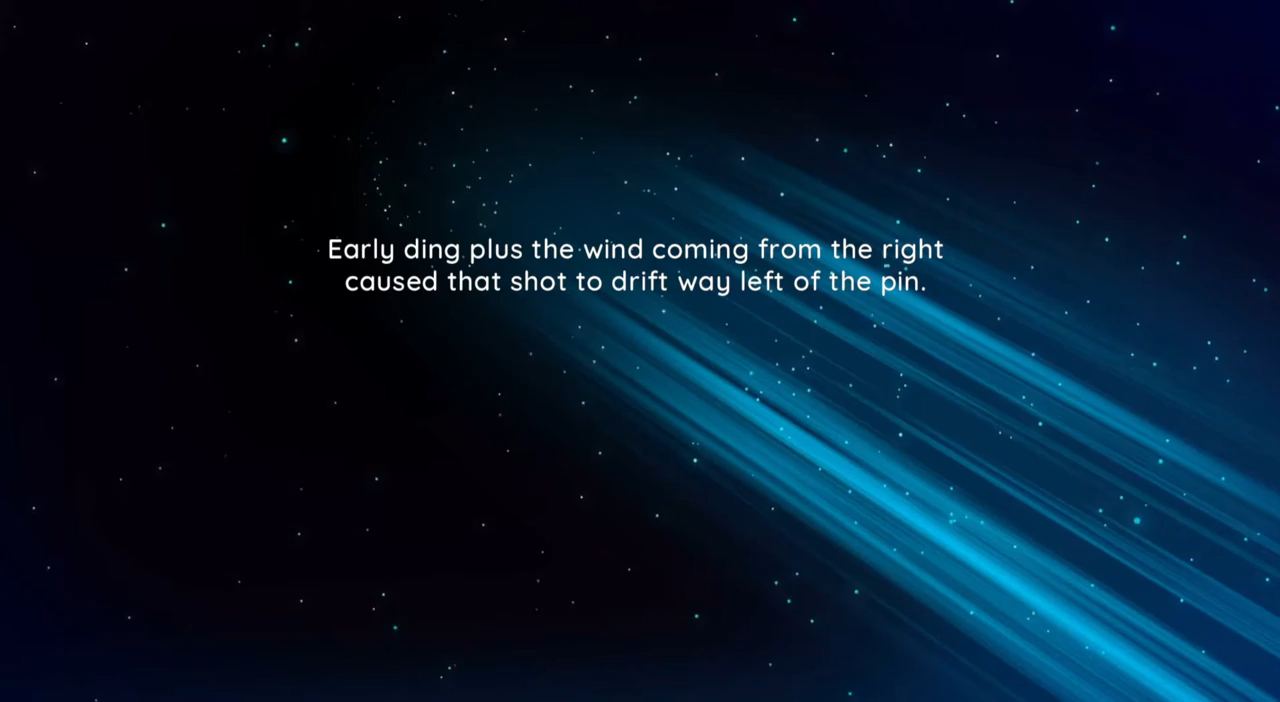 Early ding plus the wind coming from the right
caused that shot to drift way left of the pin.